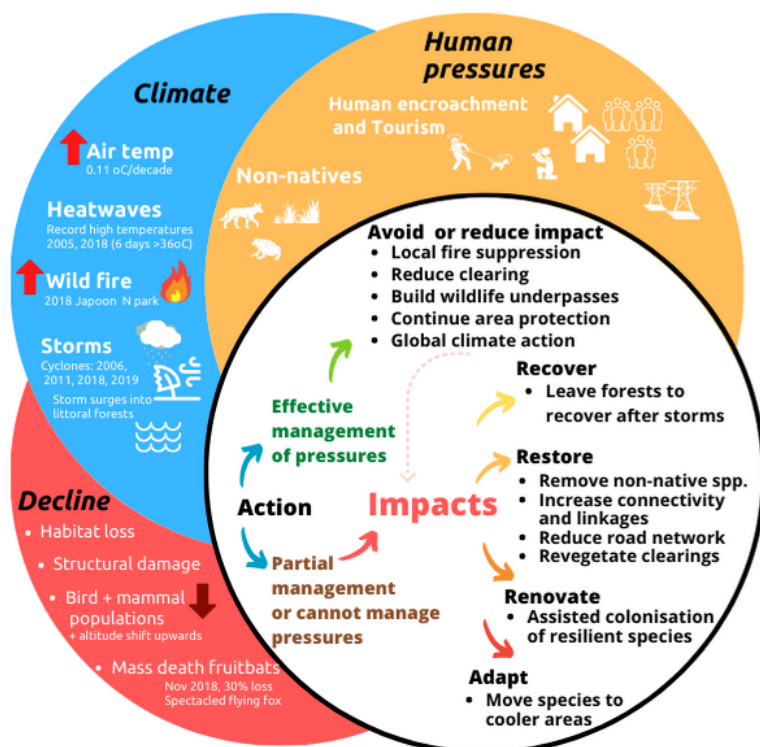 Climate
Air temp
0.11 oC/decade
Heatwaves
Record high temperatures
2005, 2018 (6 days >36oC)
Wild fire
2018 Japoon N park
Storms
Cyclones: 2006,
2011, 2018, 2019
Storm surges into
littoral forests
Human
pressures
Human encroachment
and Tourism
Non-natives
Decline
• Habitat loss
• Structural damage
• Bird + mammal
populations
+ altitude shift upwards
• Mass death fruitbats
Nov 2018, 30% loss
Spectacled flying fox
Action
Effective
management
of pressures
Avoid or reduce impact
• Local fire suppression
• Reduce clearing
• Build wildlife underpasses
• Continue area protection
• Global climate action
Partial
management
or cannot manage
pressures
Impacts
Recover
• Leave forests to
recover after storms
Restore
• Remove non-native spp.
• Increase connectivity
and linkages
• Reduce road network
• Revegetate clearings
Renovate
• Assisted colonisation
of resilient species
Adapt
• Move species to
cooler areas